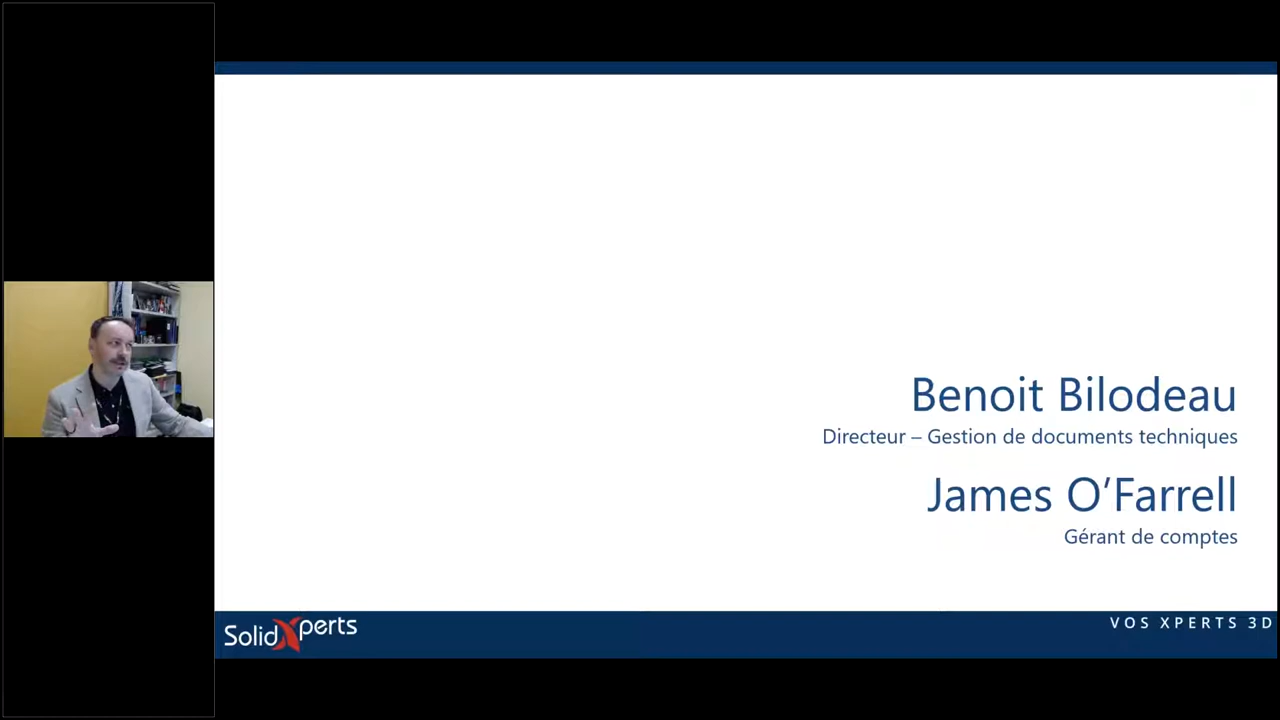 Benoit Bilodeau
Directeur – Gestion de documents techniques
James O’Farrell
Gérant de comptes
SolidXperts
VOS XPERTS 3D